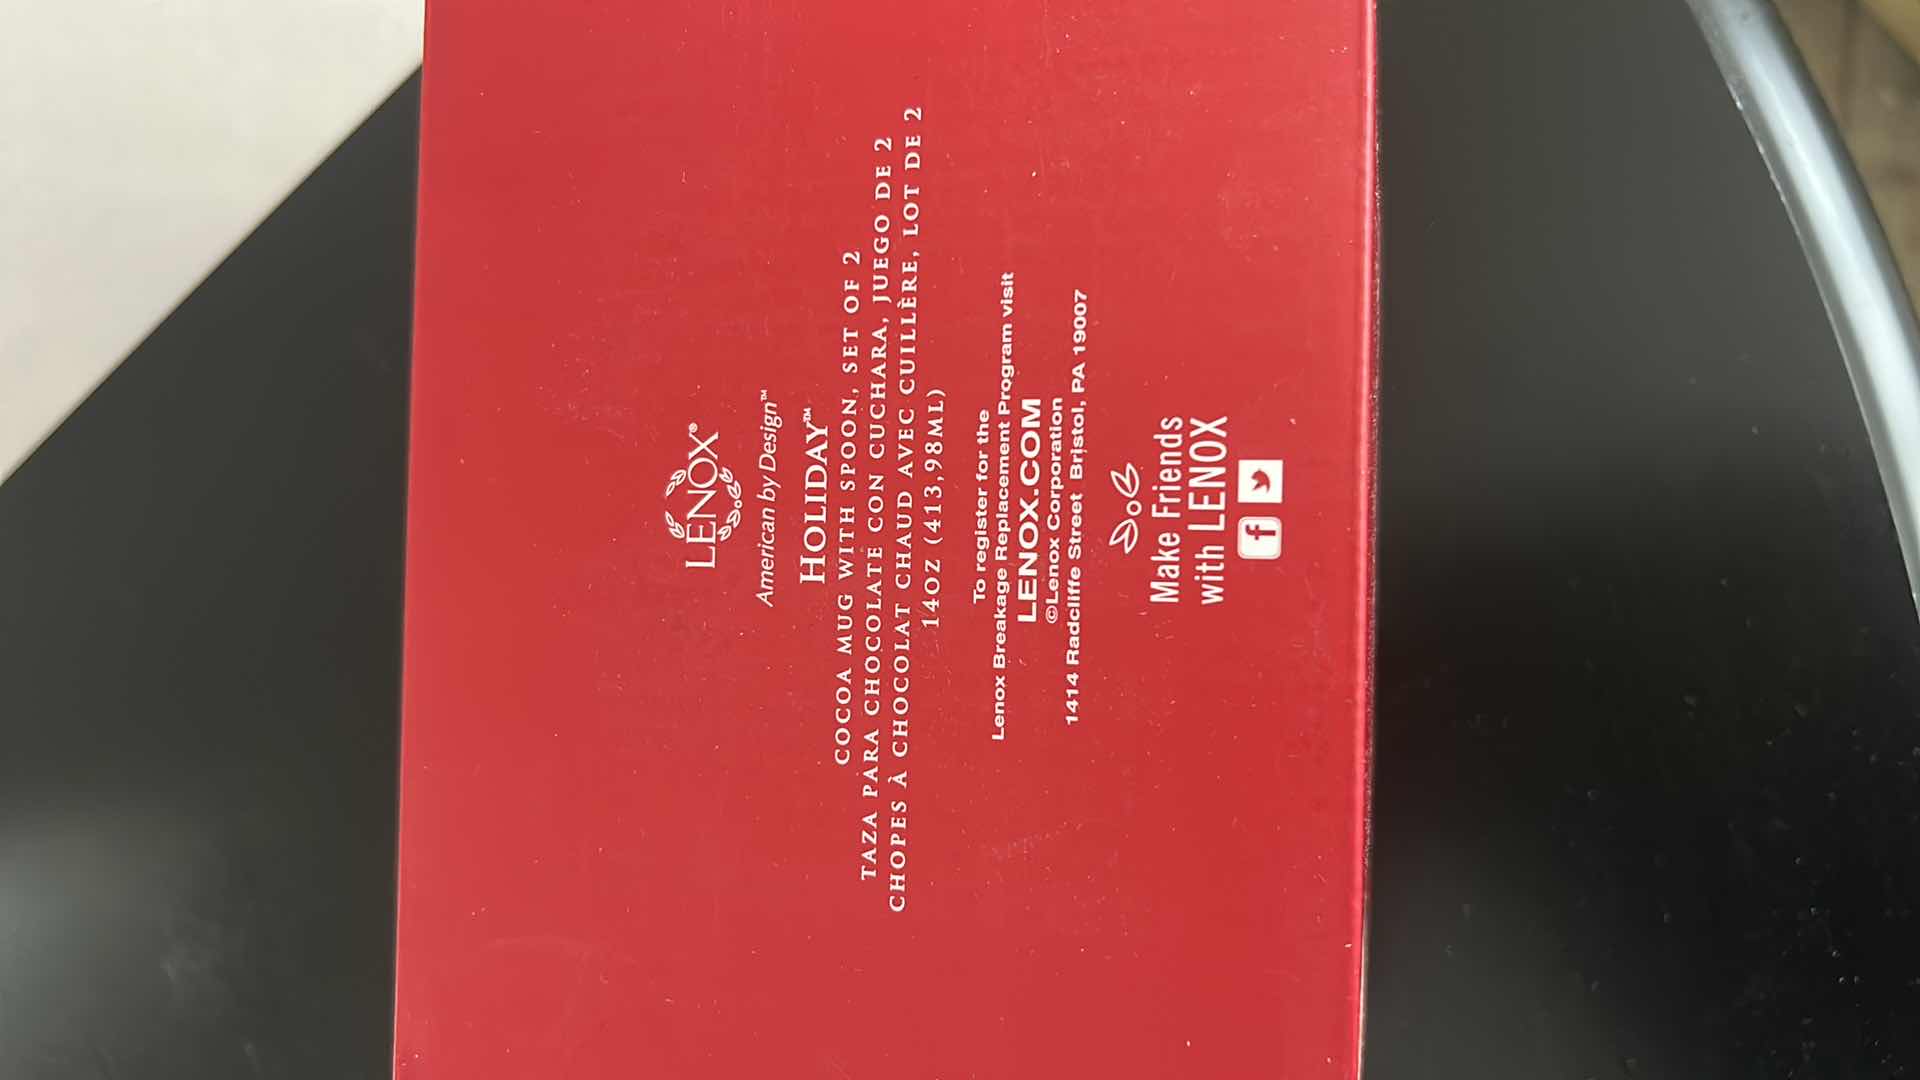 LENOX®
American by Design™
HOLIDAY™
COCOA MUG WITH SPOON, SET OF 2
TAZA PARA CHOCOLATE CON CUCHARA, JUEGO DE 2
CHOPES À CHOCOLAT CHAUD AVEC CUILLÈRE, LOT DE 2
14OZ (413,98ML)
To register for the
Lenox Breakage Replacement Program visit
LENOX.COM
©Lenox Corporation
1414 Radcliffe Street Bristol, PA 19007
Make Friends
with LENOX
f